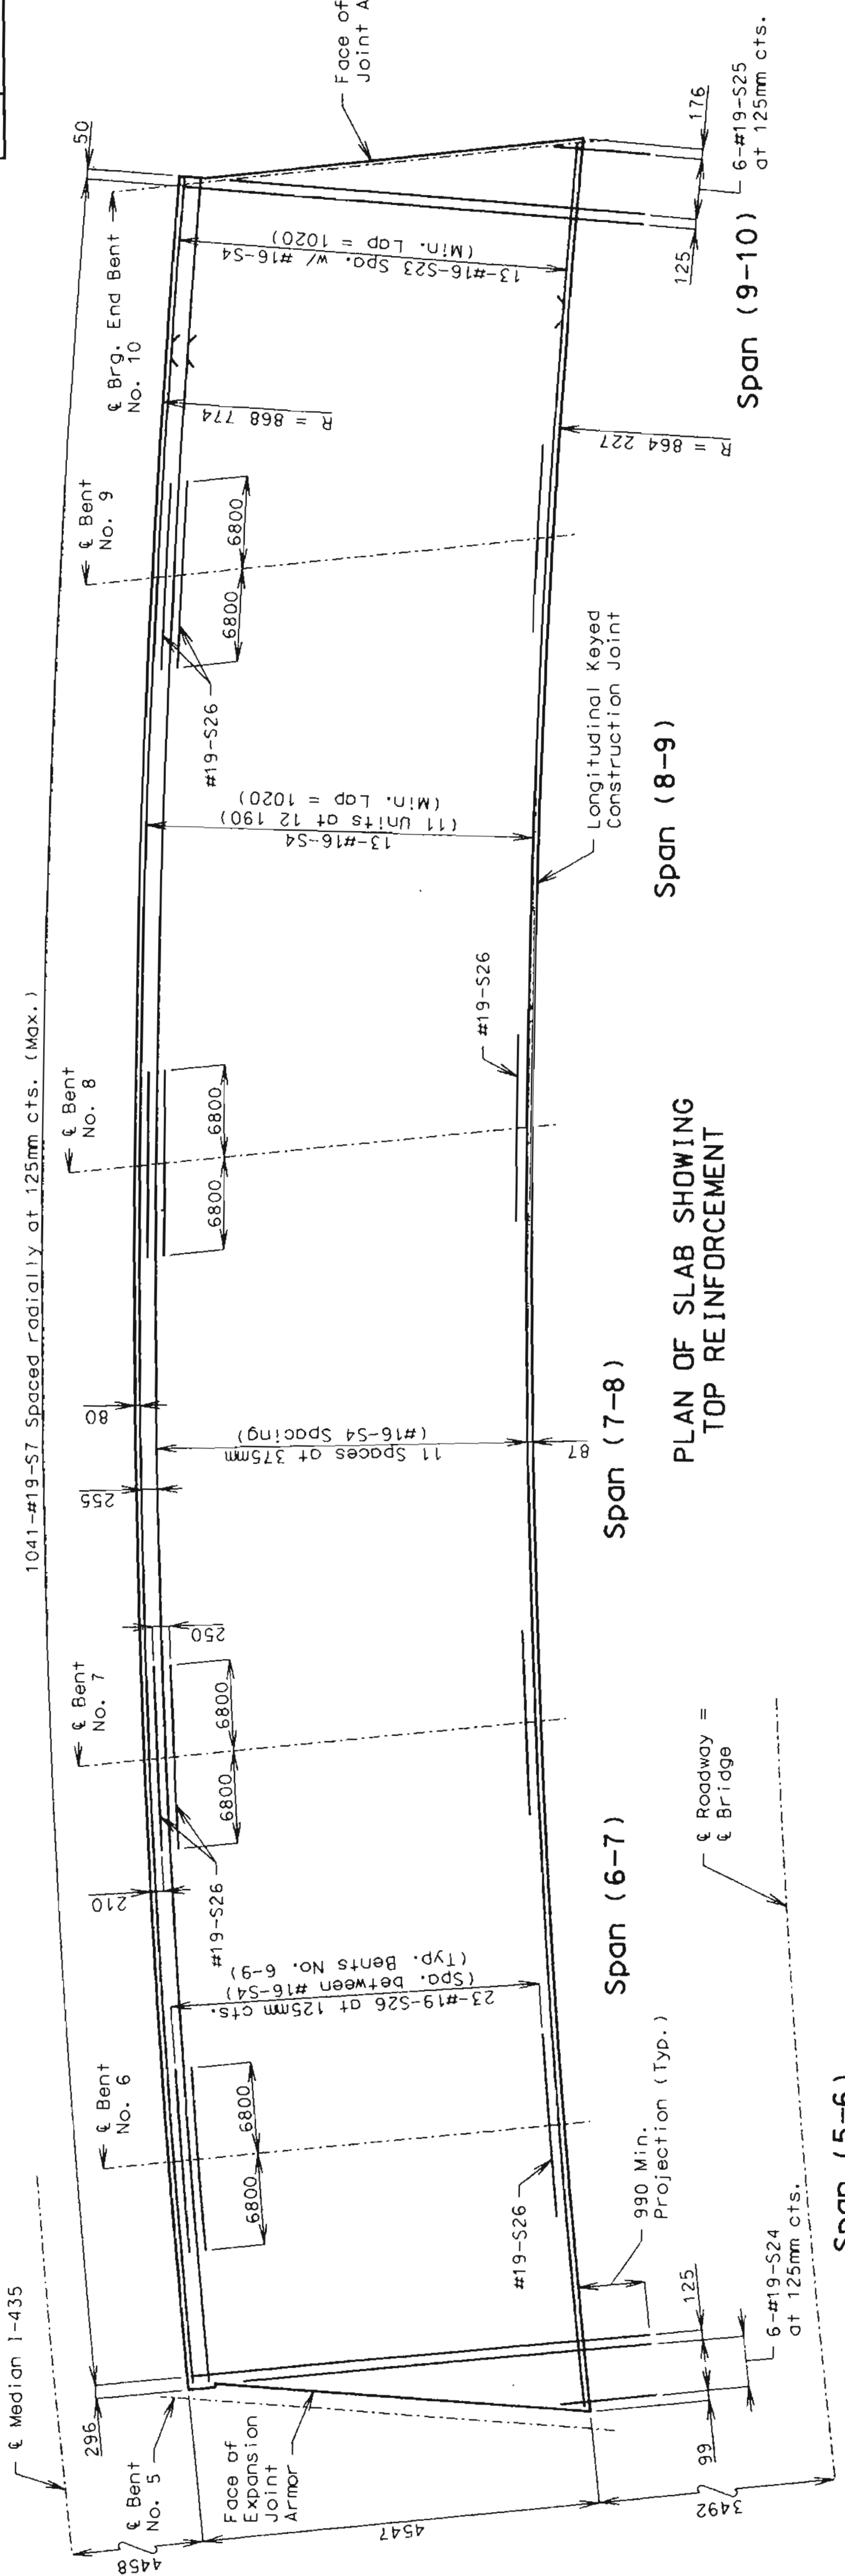 ℄ Median I-435
1041-#19-S7 Spaced radially at 125mm cts. (Max.)
296
50
℄ Bent
No. 5
℄ Bent
No. 6
℄ Bent
No. 7
℄ Bent
No. 8
℄ Bent
No. 9
℄ Brg. End Bent
No. 10
Face of
Expansion
Joint
Armor
Face of
Joint A
4458
4547
3492
6800
6800
6800
6800
6800
6800
6800
6800
210
250
255
80
87
#19-S26
#19-S26
#19-S26
#19-S26
23-#19-S26 at 125mm cts.
(Spa. between #16-S4)
(Typ. Bents No. 6-9)
11 Spaces at 375mm
(#16-S4 Spacing)
13-#16-S4
(11 Units at 12 190)
(Min. Lap = 1020)
13-#16-S23 Spa. w/ #16-S4
(Min. Lap = 1020)
R = 868 774
R = 864 227
Longitudinal Keyed
Construction Joint
990 Min.
Projection (Typ.)
99
125
6-#19-S24
at 125mm cts.
125
176
6-#19-S25
at 125mm cts.
℄ Roadway =
℄ Bridge
Span (5-6)
Span (6-7)
Span (7-8)
Span (8-9)
Span (9-10)
PLAN OF SLAB SHOWING
TOP REINFORCEMENT